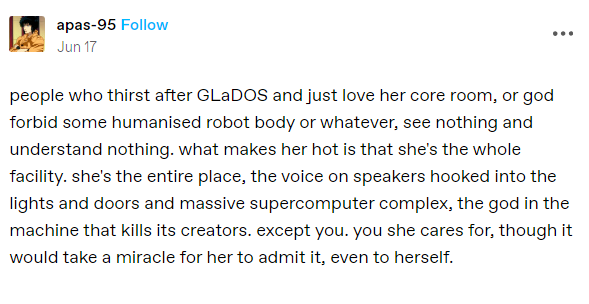 apas-95 Follow
Jun 17
people who thirst after GLaDOS and just love her core room, or god
forbid some humanised robot body or whatever, see nothing and
understand nothing. what makes her hot is that she's the whole
facility. she's the entire place, the voice on speakers hooked into the
lights and doors and massive supercomputer complex, the god in the
machine that kills its creators. except you. you she cares for, though it
would take a miracle for her to admit it, even to herself.